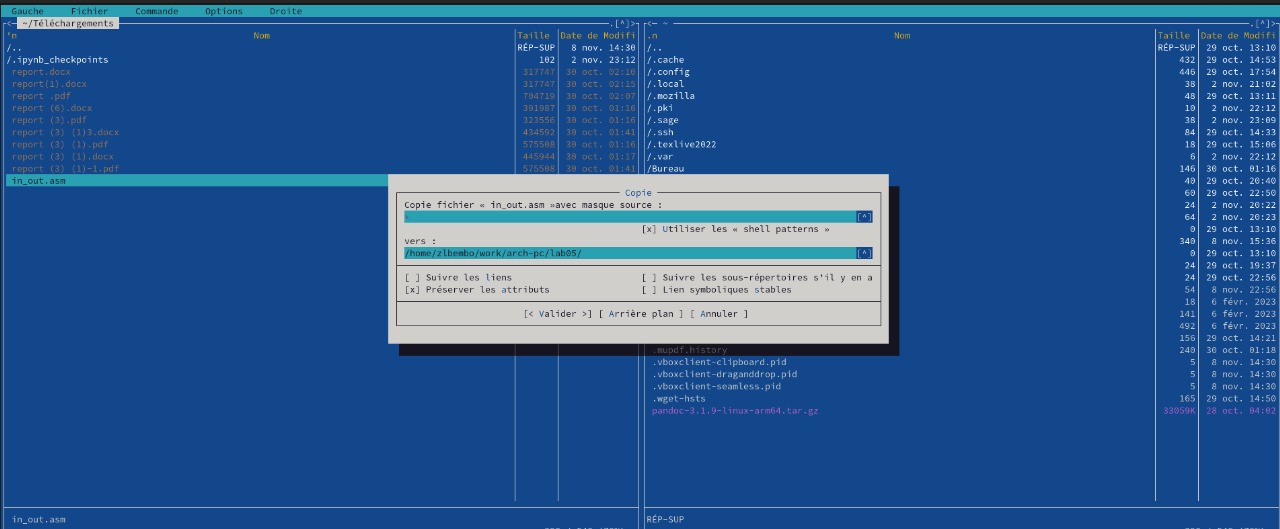 Gauche Fichier Commande Options Droite
~/Téléchargements .[^]>
'n Nom Taille Date de Modifi
/.. RÉP-SUP 8 nov. 14:30
/.ipynb_checkpoints 102 2 nov. 23:12
report.docx 317747 30 oct. 02:10
report(1).docx 317747 30 oct. 02:15
report .pdf 704719 30 oct. 02:07
report (6).docx 391987 30 oct. 01:16
report (3).pdf 323556 30 oct. 01:16
report (3) (1)3.docx 434592 30 oct. 01:41
report (3) (1).pdf 575508 30 oct. 01:16
report (3) (1).docx 445944 30 oct. 01:17
report (3) (1)-1.pdf 575508 30 oct. 01:41
in_out.asm
in_out.asm
~ .[^]>
.n Nom Taille Date de Modifi
/.. RÉP-SUP 29 oct. 13:10
/.cache 432 29 oct. 14:53
/.config 446 29 oct. 17:54
/.local 38 2 nov. 21:02
/.mozilla 48 29 oct. 13:11
/.pki 10 2 nov. 22:12
/.sage 38 2 nov. 23:09
/.ssh 84 29 oct. 14:33
/.texlive2022 18 29 oct. 15:06
/.var 6 2 nov. 22:12
/Bureau 146 30 oct. 01:16
40 29 oct. 20:40
60 29 oct. 22:50
24 2 nov. 20:22
64 2 nov. 20:23
0 29 oct. 13:10
340 8 nov. 15:36
0 29 oct. 13:10
24 29 oct. 19:37
24 29 oct. 22:56
54 8 nov. 22:56
18 6 févr. 2023
141 6 févr. 2023
492 6 févr. 2023
156 29 oct. 14:21
.mupdf.history 240 30 oct. 01:18
.vboxclient-clipboard.pid 5 8 nov. 14:30
.vboxclient-draganddrop.pid 5 8 nov. 14:30
.vboxclient-seamless.pid 5 8 nov. 14:30
.wget-hsts 165 29 oct. 14:50
pandoc-3.1.9-linux-arm64.tar.gz 33059K 28 oct. 04:02
RÉP-SUP
Copie
Copie fichier « in_out.asm »avec masque source :
[^]
[x] Utiliser les « shell patterns »
vers :
/home/zlbembo/work/arch-pc/lab05/ [^]
[ ] Suivre les liens [ ] Suivre les sous-répertoires s'il y en a
[x] Préserver les attributs [ ] Lien symboliques stables
[< Valider >] [ Arrière plan ] [ Annuler ]